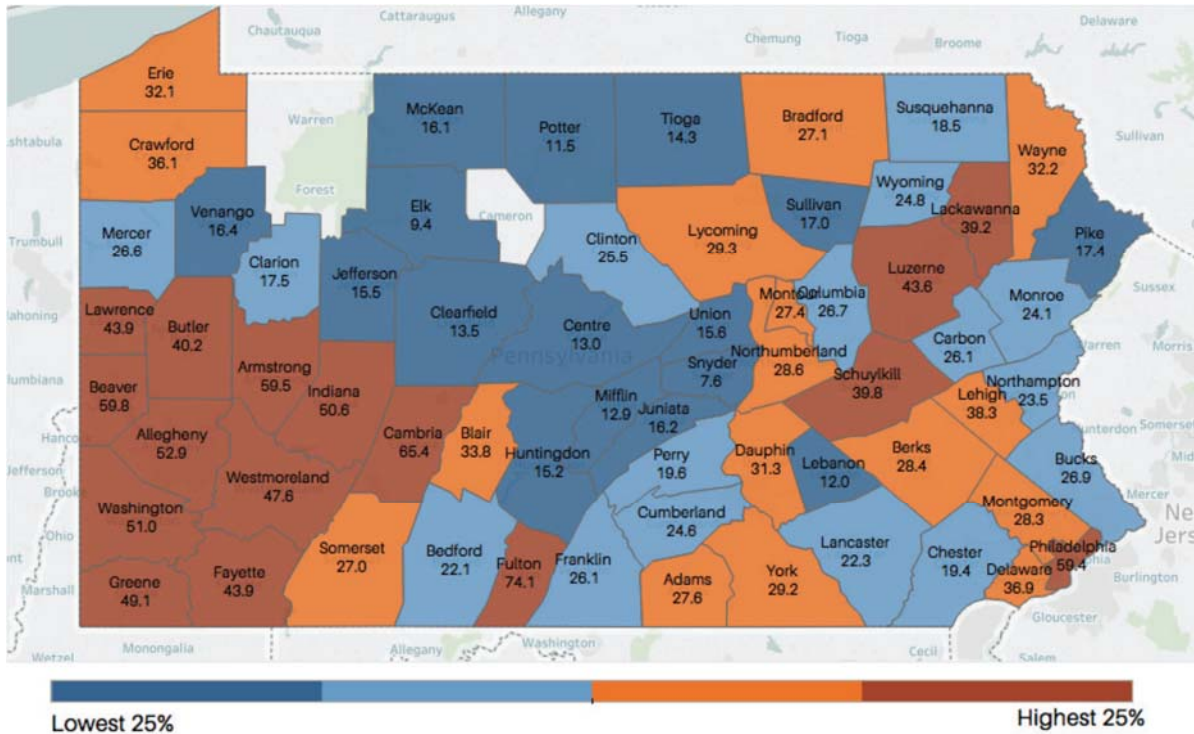 Cattaraugus
Allegany
Chautauqua
Chemung
Tioga
Broome
Delaware
Erie
32.1
McKean
16.1
Potter
11.5
Tioga
14.3
Bradford
27.1
Susquehanna
18.5
Warren
Sullivan
Crawford
36.1
Wayne
32.2
Forest
Wyoming
24.8
Venango
16.4
Elk
9.4
Cameron
Sullivan
17.0
Lackawanna
39.2
Trumbull
Mercer
26.6
Clinton
25.5
Lycoming
29.3
Pike
17.4
Clarion
17.5
Jefferson
15.5
Luzerne
43.6
Sussex
Lawrence
43.9
Butler
40.2
Clearfield
13.5
Centre
13.0
Union
15.6
Montour
27.4
Columbia
26.7
Monroe
24.1
Mahoning
Pennsylvania
Carbon
26.1
Warren
Morris
Armstrong
59.5
Indiana
50.6
Snyder
7.6
Northumberland
28.6
Schuylkill
39.8
Northampton
23.5
Beaver
59.8
Mifflin
12.9
Juniata
16.2
Lehigh
38.3
Hunterdon
Somerset
Allegheny
52.9
Cambria
65.4
Blair
33.8
Huntingdon
15.2
Perry
19.6
Dauphin
31.3
Lebanon
12.0
Berks
28.4
Bucks
26.9
Jefferson
Westmoreland
47.6
Mercer
Washington
51.0
Cumberland
24.6
Montgomery
28.3
Ohio
Somerset
27.0
Bedford
22.1
Fulton
74.1
Franklin
26.1
Lancaster
22.3
Chester
19.4
Philadelphia
59.4
Marshall
Greene
49.1
Fayette
43.9
Adams
27.6
York
29.2
Delaware
36.9
Burlington
Gloucester
Wetzel
Monongalia
Allegany
Washington
Cecil
Salem
Lowest 25%
Highest 25%